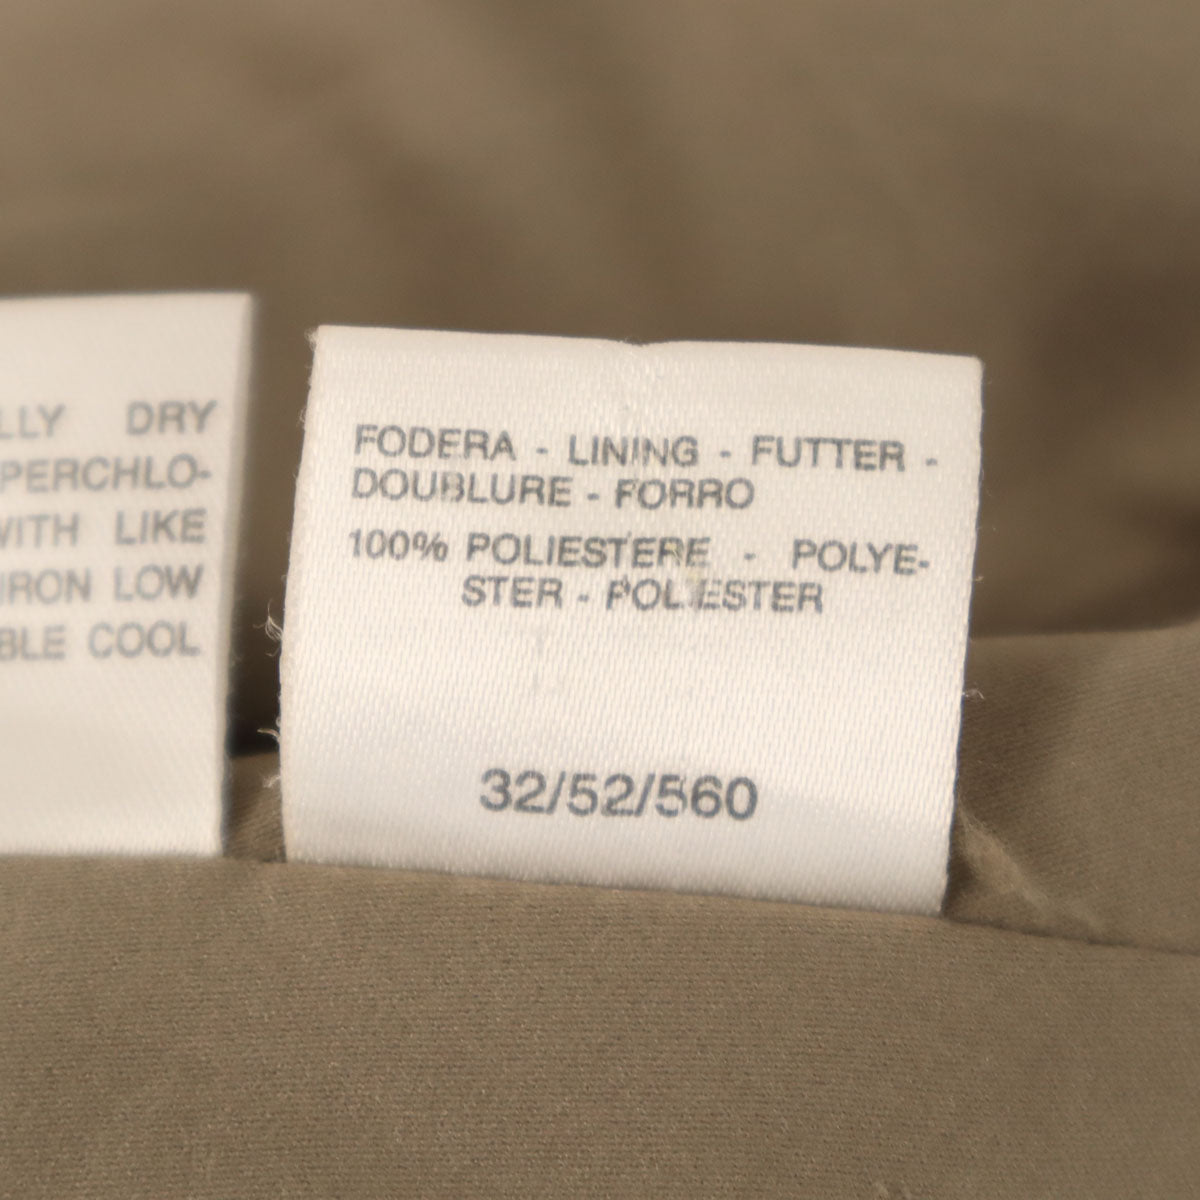 LLY DRY
PERCHLO-
WITH LIKE
IRON LOW
BLE COOL
FODERA - LINING - FUTTER -
DOUBLURE - FORRO
100% POLIESTERE - POLYE-
STER - POLIESTER
32/52/560